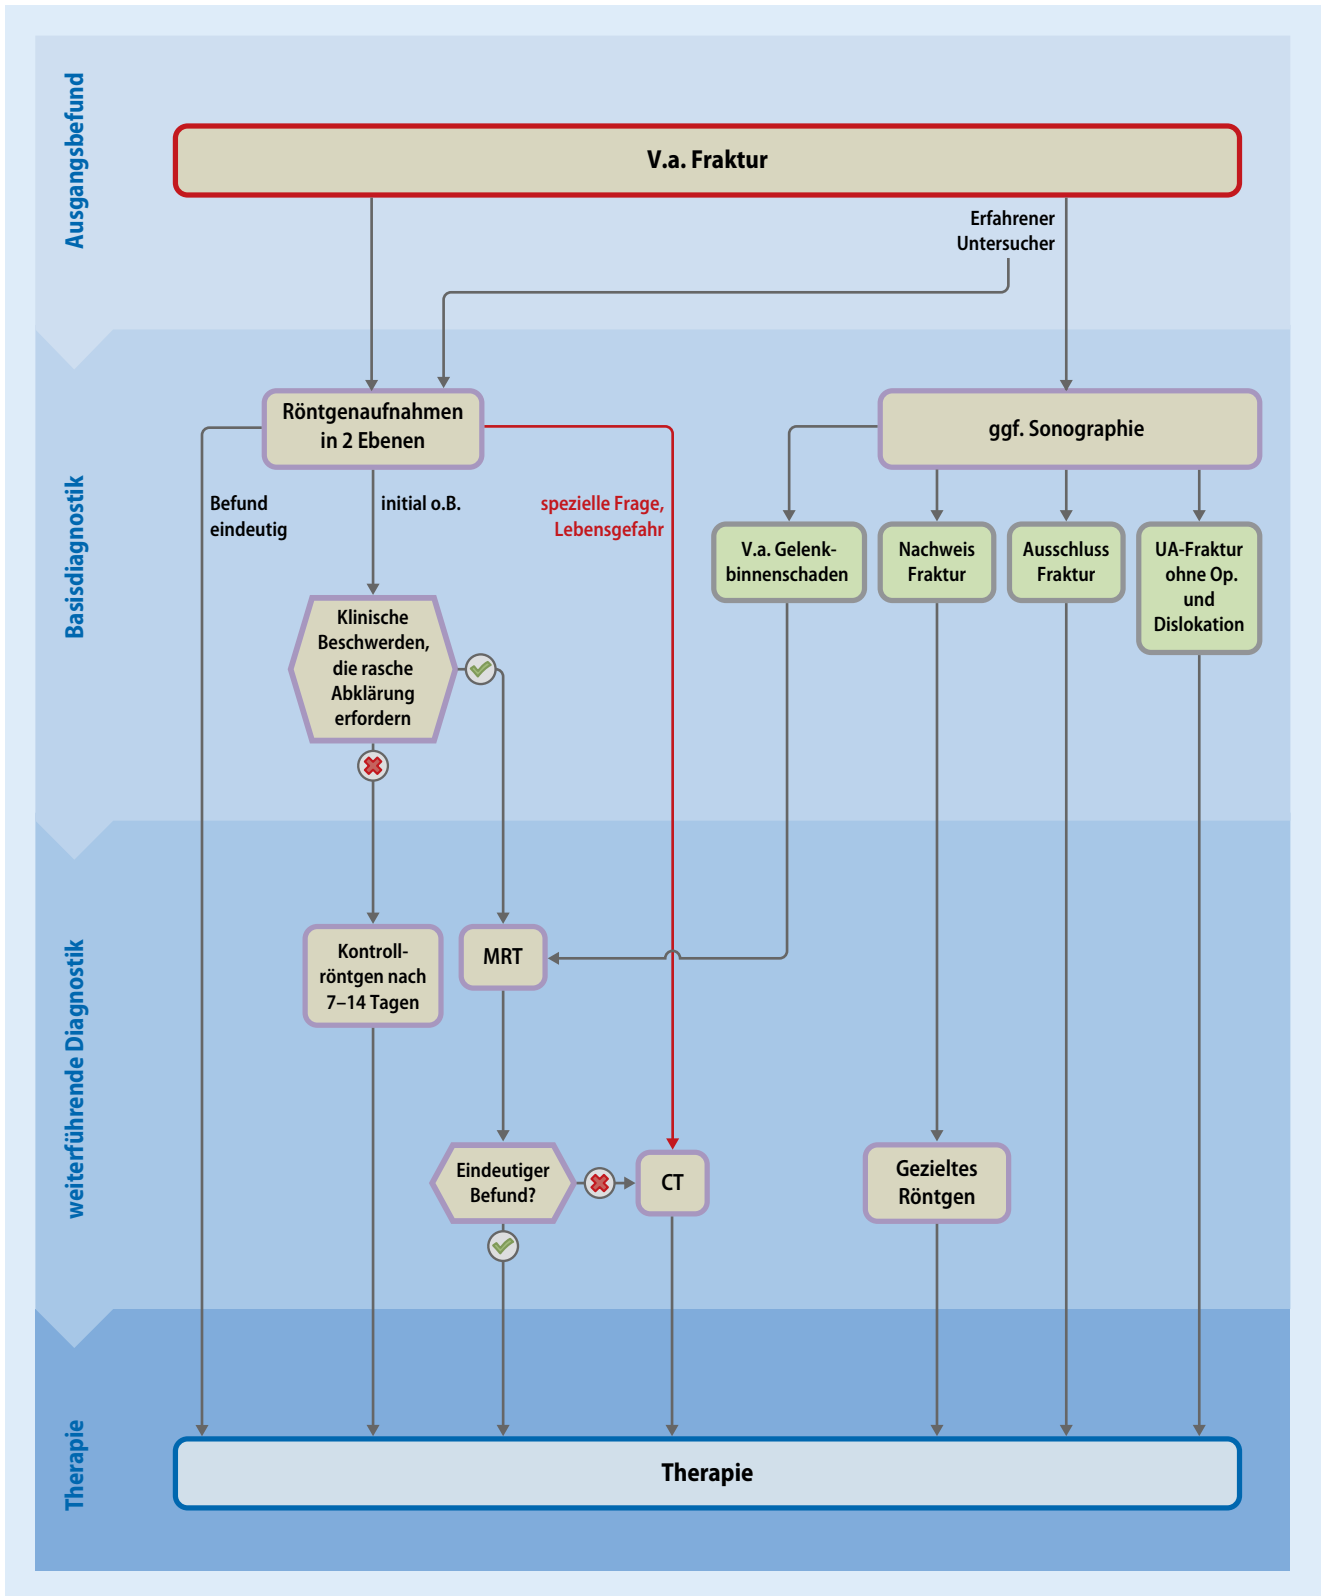 Ausgangsbefund
V.a. Fraktur
Erfahrener
Untersucher
Basisdiagnostik
Röntgenaufnahmen
in 2 Ebenen
ggf. Sonographie
Befund
eindeutig
initial o.B.
spezielle Frage,
Lebensgefahr
V.a. Gelenk-
binnenschaden
Nachweis
Fraktur
Ausschluss
Fraktur
UA-Fraktur
ohne Op.
und
Dislokation
Klinische
Beschwerden,
die rasche
Abklärung
erfordern
weiterführende Diagnostik
Kontroll-
röntgen nach
7–14 Tagen
MRT
Eindeutiger
Befund?
CT
Gezieltes
Röntgen
Therapie
Therapie